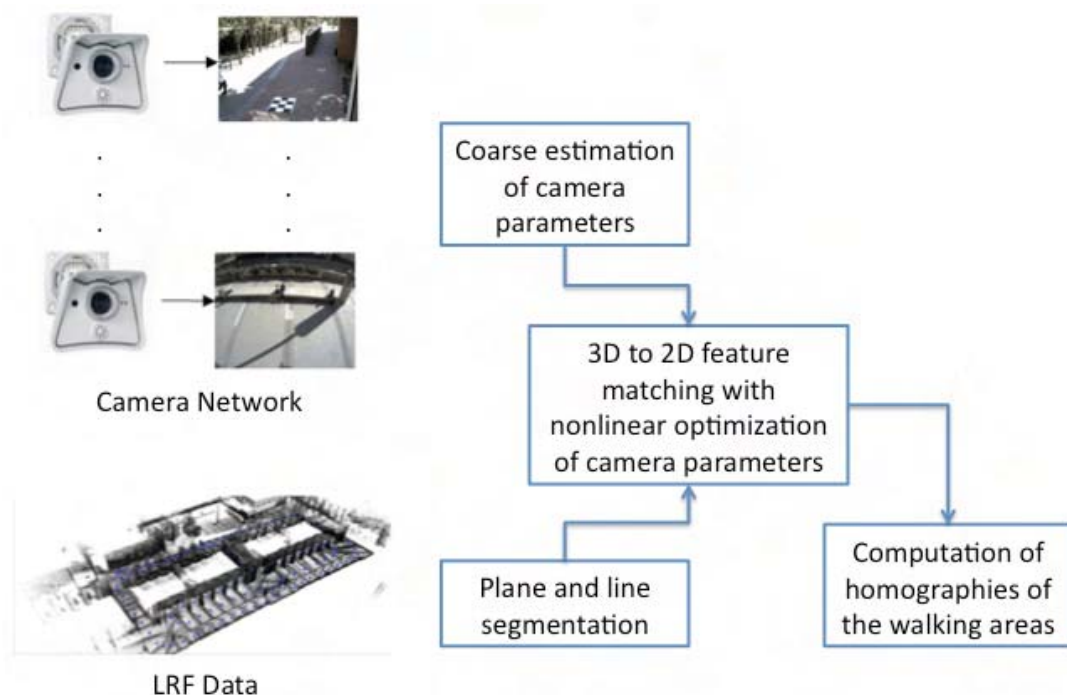 Camera Network
LRF Data
Coarse estimation
of camera
parameters
3D to 2D feature
matching with
nonlinear optimization
of camera parameters
Plane and line
segmentation
Computation of
homographies of
the walking areas